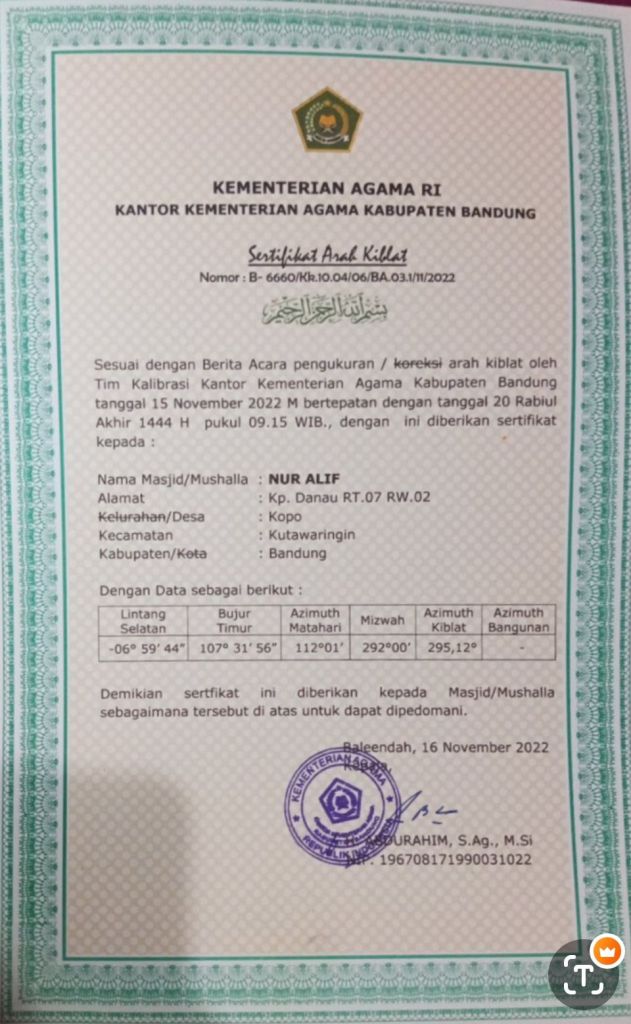 KEMENTERIAN AGAMA RI
KANTOR KEMENTERIAN AGAMA KABUPATEN BANDUNG
Sertifikat Arah Kiblat
Nomor : B- 6660/Kk.10.04/06/BA.03.1/11/2022
بِسْمِ اللهِ الرَّحْمٰنِ الرَّحِيْمِ
Sesuai dengan Berita Acara pengukuran / koreksi arah kiblat oleh
Tim Kalibrasi Kantor Kementerian Agama Kabupaten Bandung
tanggal 15 November 2022 M bertepatan dengan tanggal 20 Rabiul
Akhir 1444 H pukul 09.15 WIB., dengan ini diberikan sertifikat
kepada :
Nama Masjid/Mushalla : NUR ALIF
Alamat : Kp. Danau RT.07 RW.02
Kelurahan/Desa : Kopo
Kecamatan : Kutawaringin
Kabupaten/Kota : Bandung
Dengan Data sebagai berikut :
Lintang Selatan Bujur Timur Azimuth Matahari Mizwah Azimuth Kiblat Azimuth Bangunan
-06° 59' 44" 107° 31' 56" 112°01' 292°00' 295,12° -
Demikian sertfikat ini diberikan kepada Masjid/Mushalla
sebagaimana tersebut di atas untuk dapat dipedomani.
Baleendah, 16 November 2022
Kepala,
KEMENTERIAN AGAMA
REPUBLIK INDONESIA
ABDURAHIM, S.Ag., M.Si
NIP. 196708171990031022